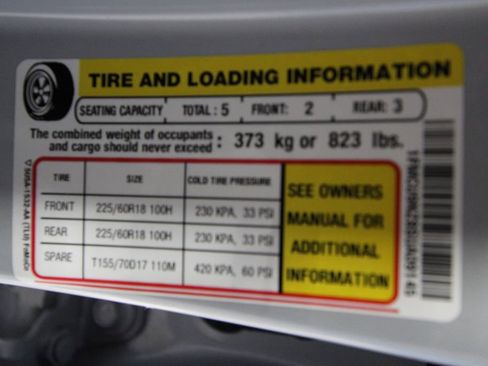 TIRE AND LOADING INFORMATION
SEATING CAPACITY TOTAL : 5 FRONT: 2 REAR: 3
The combined weight of occupants and cargo should never exceed : 373 kg or 823 lbs.
TIRE SIZE COLD TIRE PRESSURE
FRONT 225/60R18 100H 230 KPA, 33 PSI
REAR 225/60R18 100H 230 KPA, 33 PSI
SPARE T155/70D17 110M 420 KPA, 60 PSI
SEE OWNERS
MANUAL FOR
ADDITIONAL
INFORMATION